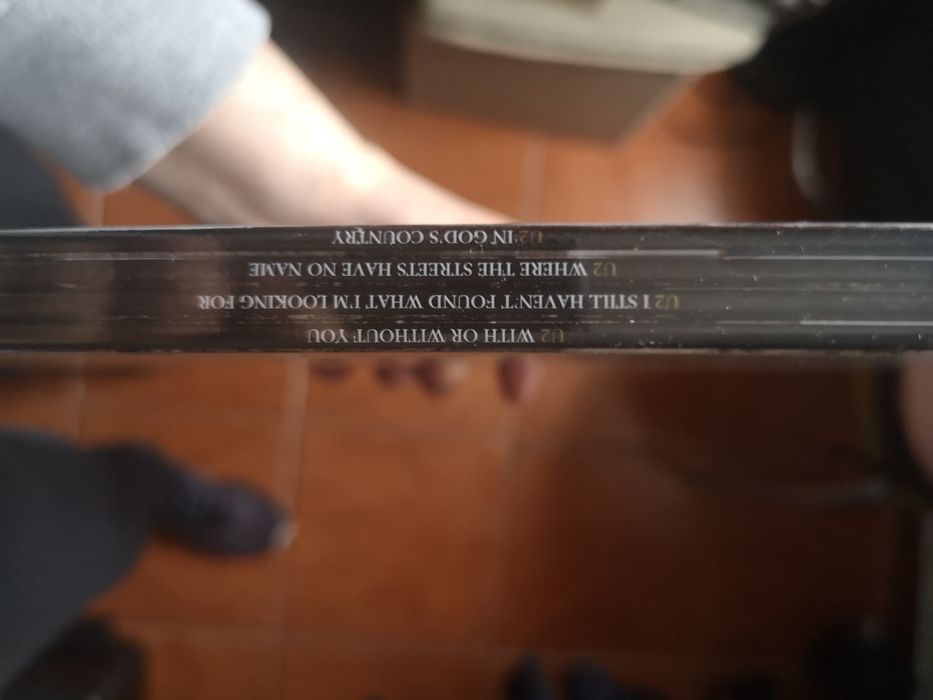 U2 WITH OR WITHOUT YOU
U2 I STILL HAVEN'T FOUND WHAT I'M LOOKING FOR
U2 WHERE THE STREETS HAVE NO NAME
U2 IN GOD'S COUNTRY